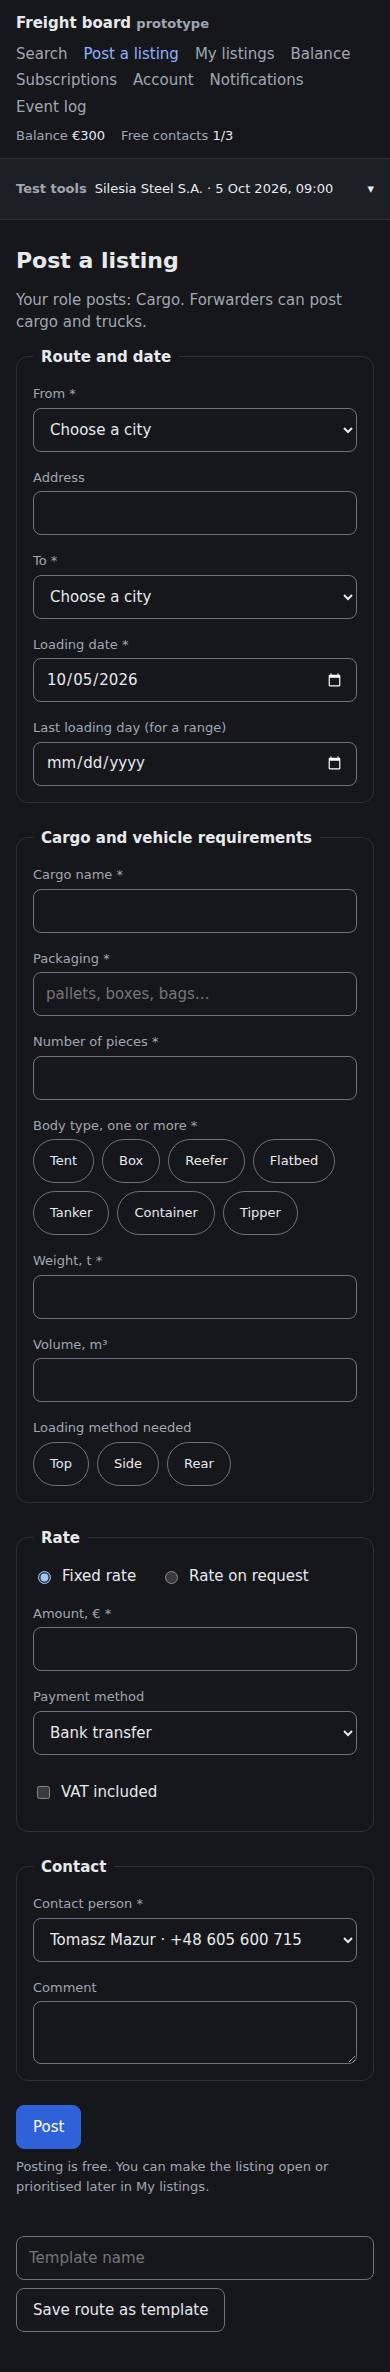 Freight board prototype
Search Post a listing My listings Balance
Subscriptions Account Notifications
Event log
Balance €300 Free contacts 1/3
Test tools Silesia Steel S.A. · 5 Oct 2026, 09:00 ▾
Post a listing
Your role posts: Cargo. Forwarders can post
cargo and trucks.
Route and date
From *
Choose a city
Address
To *
Choose a city
Loading date *
10/05/2026
Last loading day (for a range)
mm/dd/yyyy
Cargo and vehicle requirements
Cargo name *
Packaging *
pallets, boxes, bags…
Number of pieces *
Body type, one or more *
Tent Box Reefer Flatbed
Tanker Container Tipper
Weight, t *
Volume, m³
Loading method needed
Top Side Rear
Rate
Fixed rate Rate on request
Amount, € *
Payment method
Bank transfer
VAT included
Contact
Contact person *
Tomasz Mazur · +48 605 600 715
Comment
Post
Posting is free. You can make the listing open or
prioritised later in My listings.
Template name
Save route as template